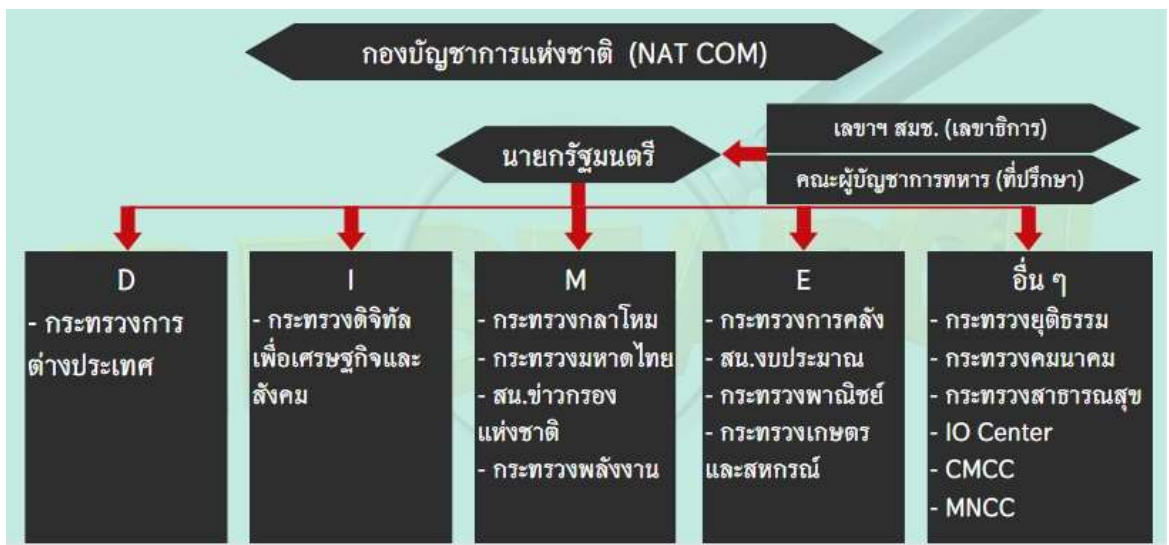 กองบัญชาการแห่งชาติ (NAT COM)
เลขาฯ สมช. (เลขาธิการ)
นายกรัฐมนตรี
คณะผู้บัญชาการทหาร (ที่ปรึกษา)
D
- กระทรวงการ
ต่างประเทศ
I
- กระทรวงดิจิทัล
เพื่อเศรษฐกิจและ
สังคม
M
- กระทรวงกลาโหม
- กระทรวงมหาดไทย
- สน.ข่าวกรอง
แห่งชาติ
- กระทรวงพลังงาน
E
- กระทรวงการคลัง
- สน.งบประมาณ
- กระทรวงพาณิชย์
- กระทรวงเกษตร
และสหกรณ์
อื่น ๆ
- กระทรวงยุติธรรม
- กระทรวงคมนาคม
- กระทรวงสาธารณสุข
- IO Center
- CMCC
- MNCC